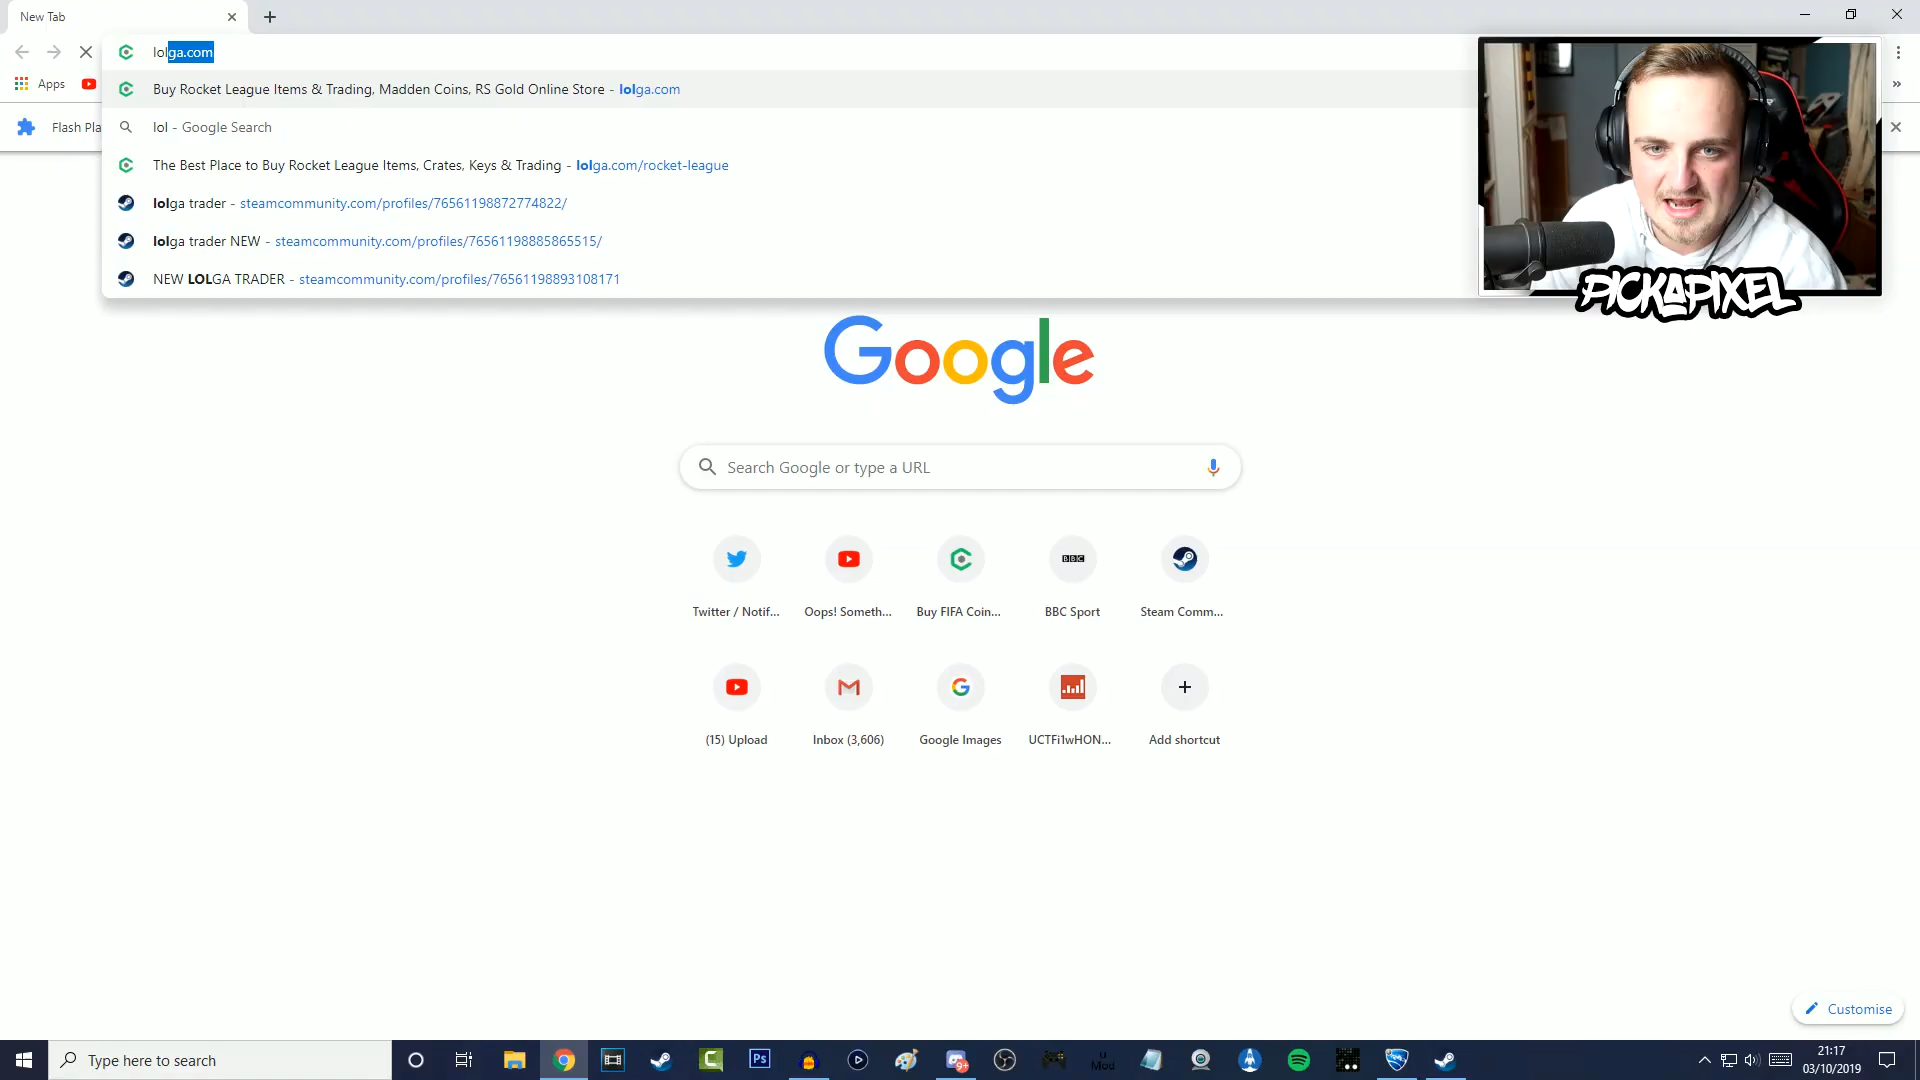 New Tab
lolga.com
Apps
Buy Rocket League Items & Trading, Madden Coins, RS Gold Online Store - lolga.com
Flash Pla
lol - Google Search
The Best Place to Buy Rocket League Items, Crates, Keys & Trading - lolga.com/rocket-league
lolga trader - steamcommunity.com/profiles/76561198872774822/
lolga trader NEW - steamcommunity.com/profiles/76561198885865515/
NEW LOLGA TRADER - steamcommunity.com/profiles/76561198893108171
PICKAPIXEL
Google
Search Google or type a URL
BBC
Twitter / Notif... Oops! Someth... Buy FIFA Coin... BBC Sport Steam Comm...
(15) Upload Inbox (3,606) Google Images UCTFi1wHON... Add shortcut
Customise
Type here to search
Ps
9+
u Mod
21:17
03/10/2019